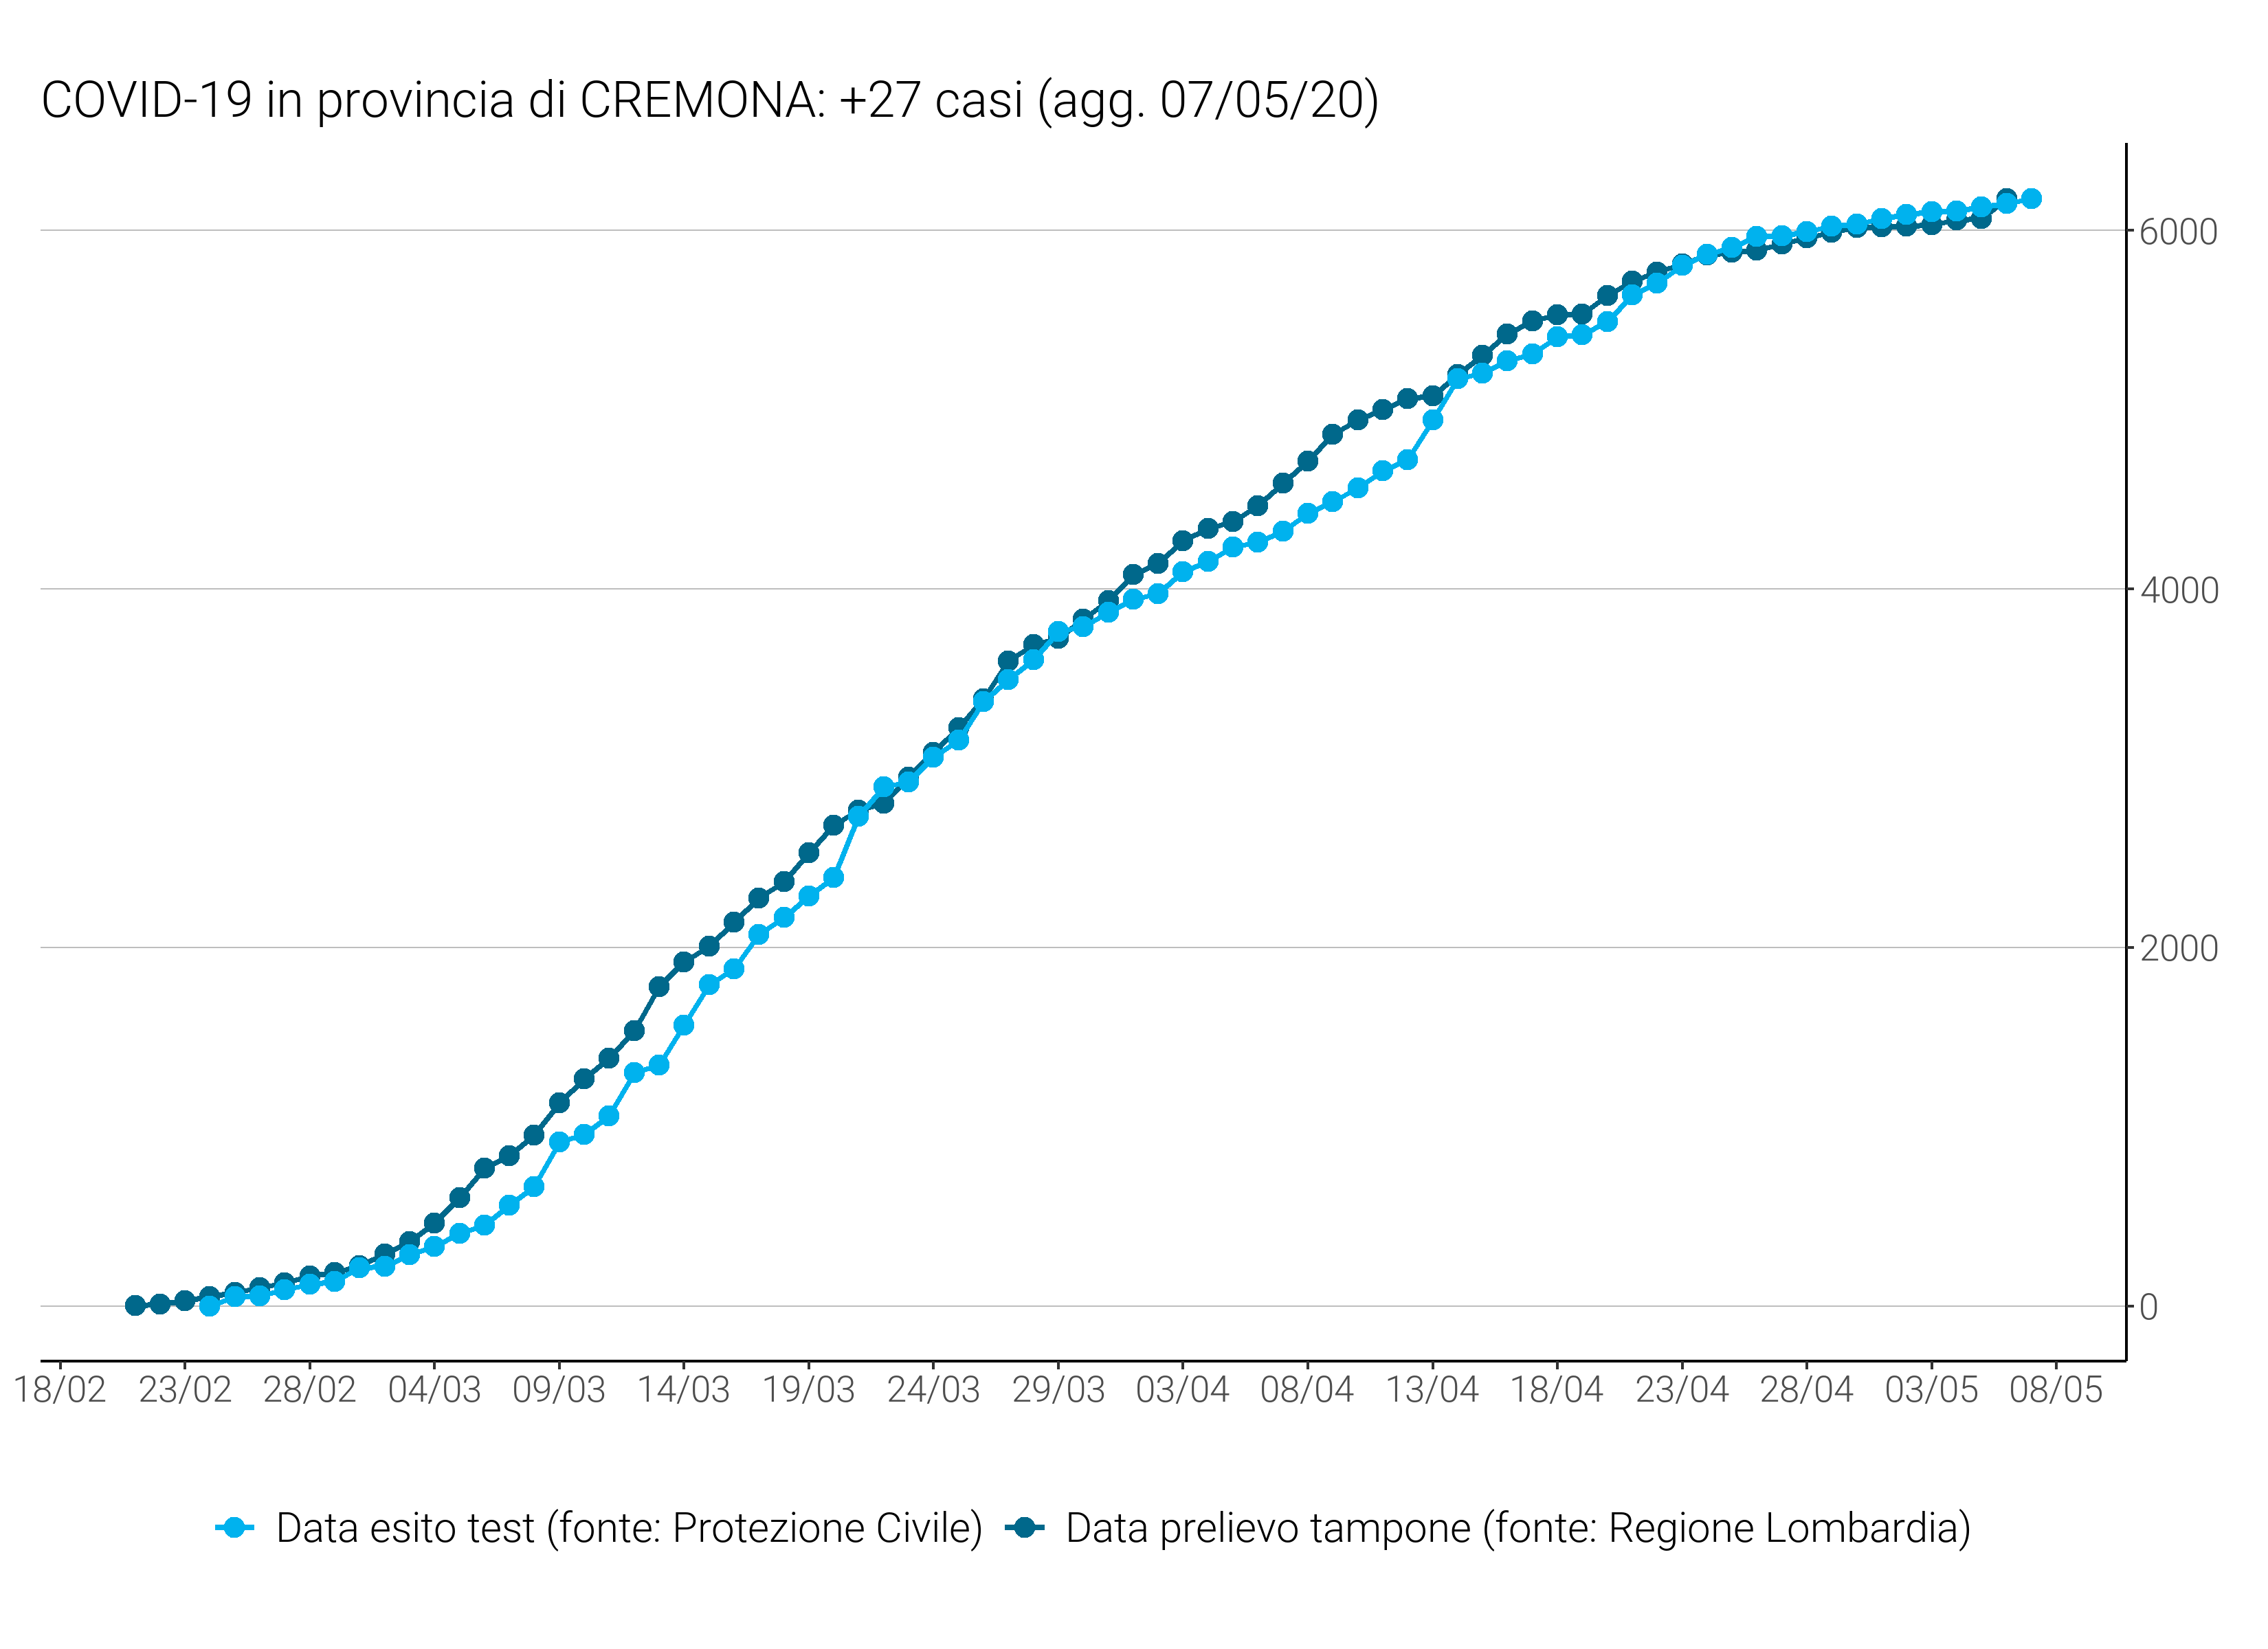 COVID-19 in provincia di CREMONA: +27 casi (agg. 07/05/20)
6000
4000
2000
0
18/02 23/02 28/02 04/03 09/03 14/03 19/03 24/03 29/03 03/04 08/04 13/04 18/04 23/04 28/04 03/05 08/05
Data esito test (fonte: Protezione Civile) Data prelievo tampone (fonte: Regione Lombardia)